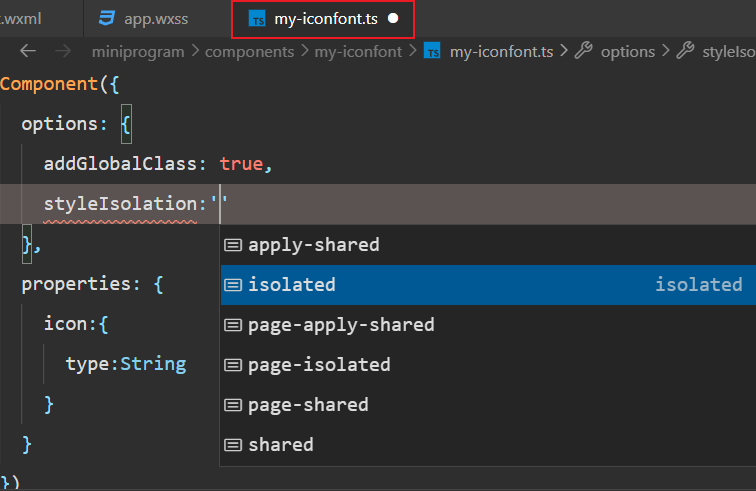 .wxml app.wxss TS my-iconfont.ts
miniprogram > components > my-iconfont > TS my-iconfont.ts > options > styleIso
Component({
options: {
addGlobalClass: true,
styleIsolation:''
},
apply-shared
properties: {
isolated isolated
icon:{
page-apply-shared
type:String
page-isolated
}
page-shared
}
shared
})